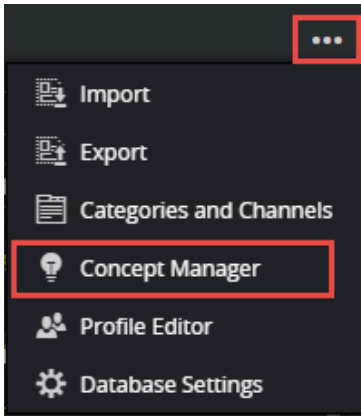 Import
Export
Categories and Channels
Concept Manager
Profile Editor
Database Settings